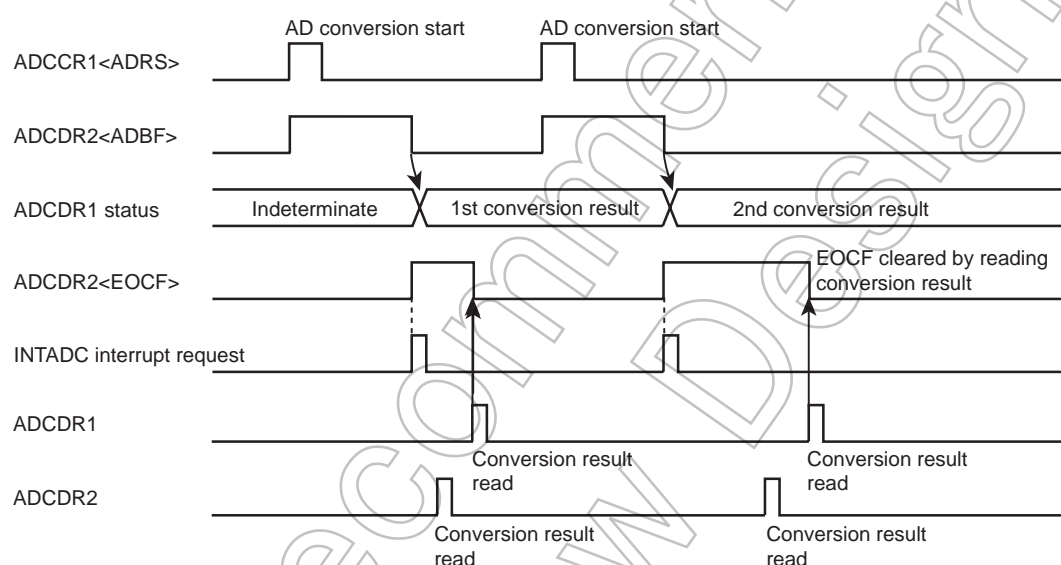 AD conversion start
AD conversion start
ADCCR1<ADRS>
ADCDR2<ADBF>
ADCDR1 status
Indeterminate
1st conversion result
2nd conversion result
ADCDR2<EOCF>
EOCF cleared by reading
conversion result
INTADC interrupt request
ADCDR1
Conversion result
read
Conversion result
read
ADCDR2
Conversion result
read
Conversion result
read